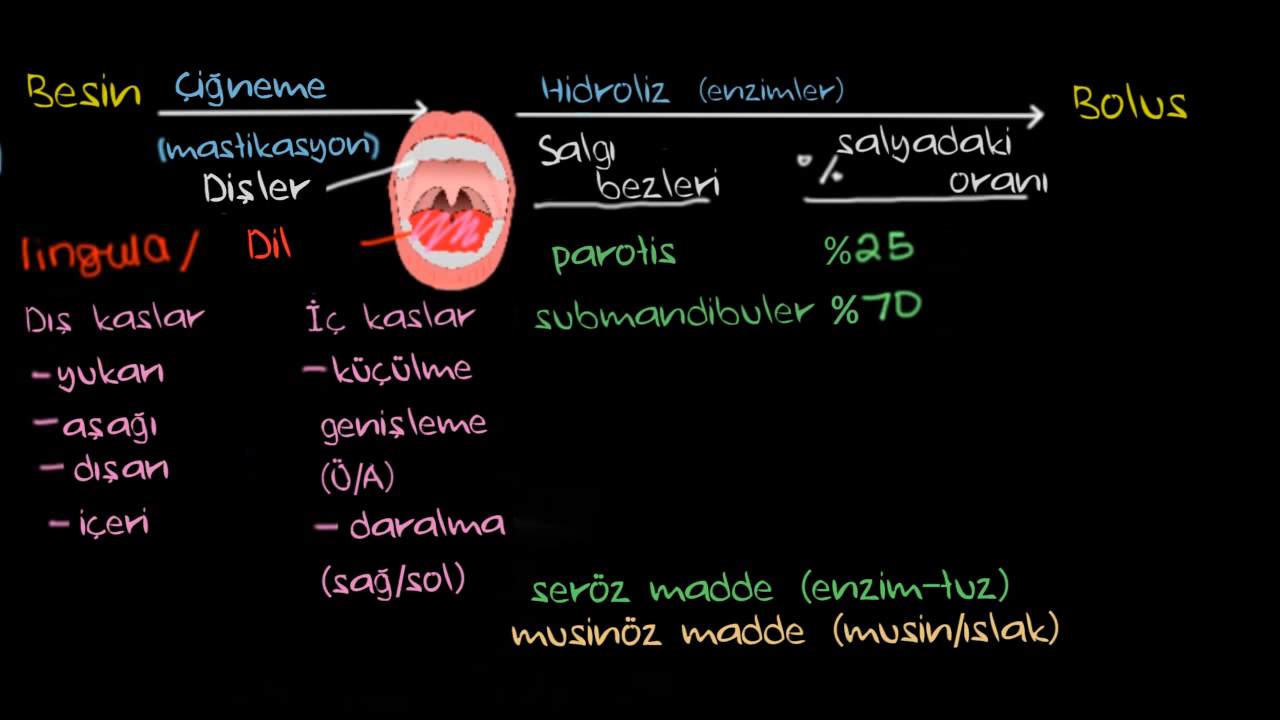 Besin
Çiğneme
(mastikasyon)
Dişler
lingula/ Dil
Dış kaslar
- yukarı
- aşağı
- dışarı
- içeri
İç kaslar
- küçülme
genişleme
(Ö/A)
- daralma
(sağ/sol)
Hidroliz (enzimler)
Bolus
Salgı
bezleri
% salyadaki
oranı
parotis %25
submandibuler %70
seröz madde (enzim-tuz)
musinöz madde (musin/ıslak)